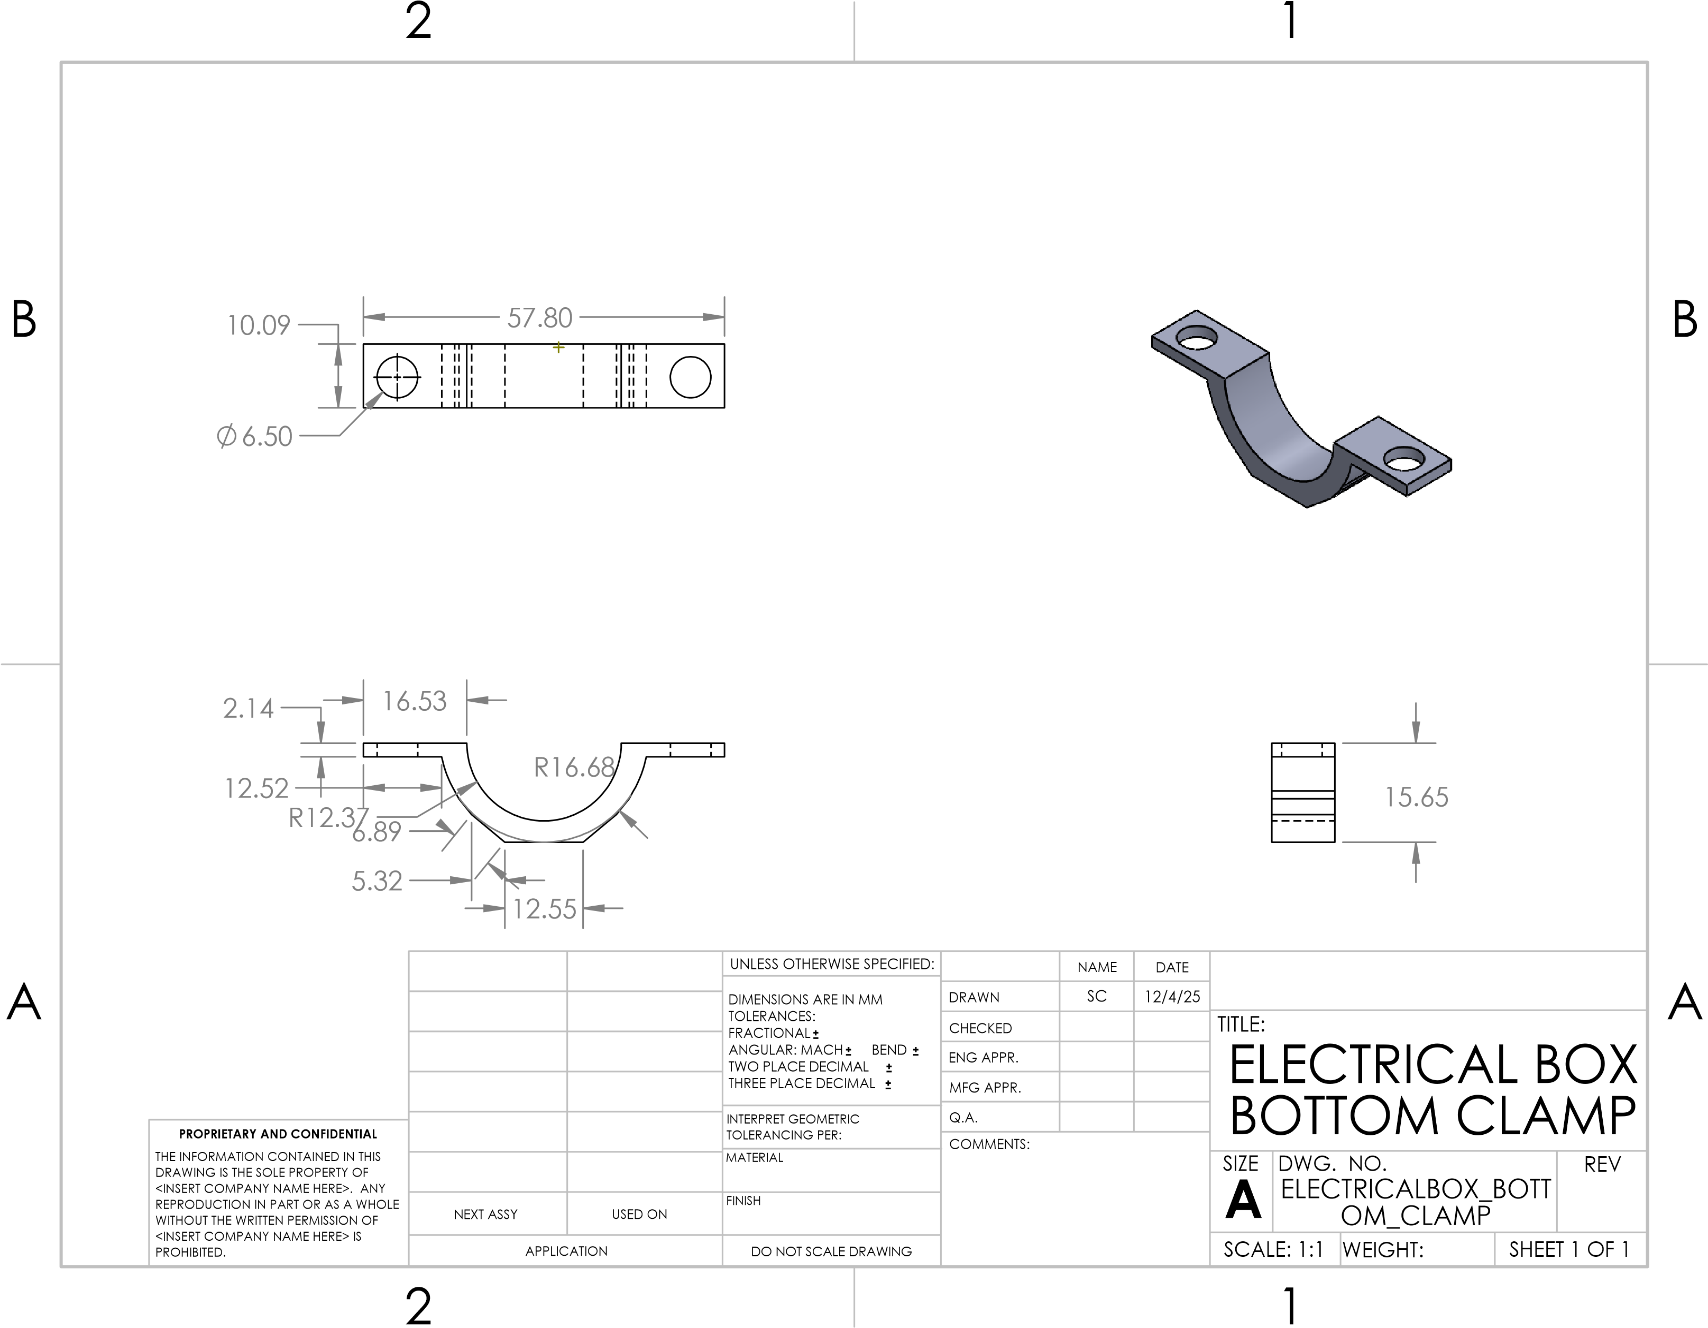 2
1
B
B
57.80
10.09
⌀6.50
16.53
2.14
R16.68
12.52
R12.37
6.89
5.32
12.55
15.65
A
A
UNLESS OTHERWISE SPECIFIED:
DIMENSIONS ARE IN MM
TOLERANCES:
FRACTIONAL±
ANGULAR: MACH± BEND ±
TWO PLACE DECIMAL ±
THREE PLACE DECIMAL ±
INTERPRET GEOMETRIC
TOLERANCING PER:
MATERIAL
FINISH
DO NOT SCALE DRAWING
NAME DATE
DRAWN SC 12/4/25
CHECKED
ENG APPR.
MFG APPR.
Q.A.
COMMENTS:
TITLE:
ELECTRICAL BOX
BOTTOM CLAMP
SIZE DWG. NO. REV
A ELECTRICALBOX_BOTT
OM_CLAMP
SCALE: 1:1 WEIGHT: SHEET 1 OF 1
PROPRIETARY AND CONFIDENTIAL
THE INFORMATION CONTAINED IN THIS
DRAWING IS THE SOLE PROPERTY OF
<INSERT COMPANY NAME HERE>. ANY
REPRODUCTION IN PART OR AS A WHOLE
WITHOUT THE WRITTEN PERMISSION OF
<INSERT COMPANY NAME HERE> IS
PROHIBITED.
NEXT ASSY USED ON
APPLICATION
2
1